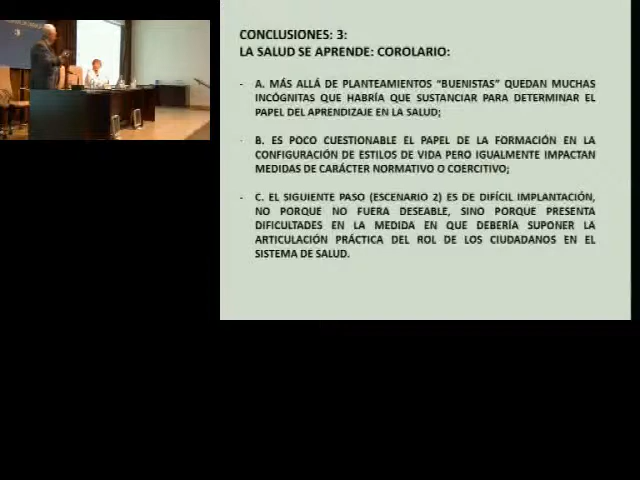 CONCLUSIONES: 3:
LA SALUD SE APRENDE: COROLARIO:
- A. MÁS ALLÁ DE PLANTEAMIENTOS “BUENISTAS” QUEDAN MUCHAS
INCÓGNITAS QUE HABRÍA QUE SUSTANCIAR PARA DETERMINAR EL
PAPEL DEL APRENDIZAJE EN LA SALUD;
- B. ES POCO CUESTIONABLE EL PAPEL DE LA FORMACIÓN EN LA
CONFIGURACIÓN DE ESTILOS DE VIDA PERO IGUALMENTE IMPACTAN
MEDIDAS DE CARÁCTER NORMATIVO O COERCITIVO;
- C. EL SIGUIENTE PASO (ESCENARIO 2) ES DE DIFÍCIL IMPLANTACIÓN,
NO PORQUE NO FUERA DESEABLE, SINO PORQUE PRESENTA
DIFICULTADES EN LA MEDIDA EN QUE DEBERÍA SUPONER LA
ARTICULACIÓN PRÁCTICA DEL ROL DE LOS CIUDADANOS EN EL
SISTEMA DE SALUD.